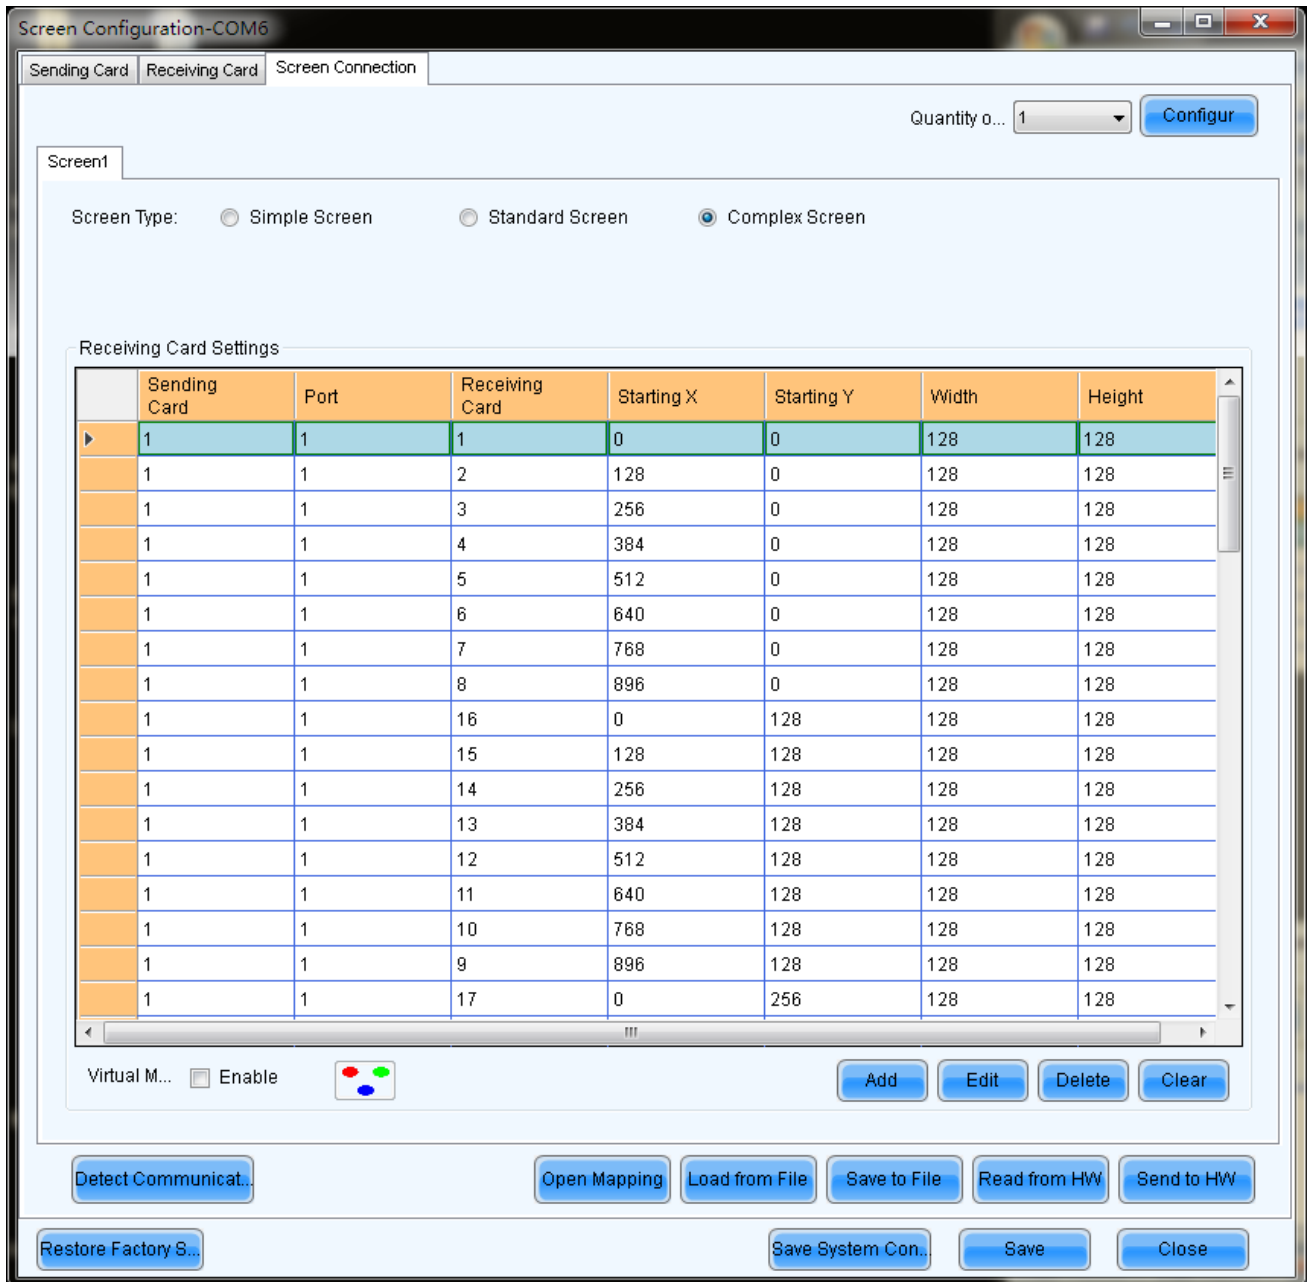 Screen Configuration-COM6
Sending Card Receiving Card Screen Connection
Quantity o... 1 Configur
Screen1
Screen Type: Simple Screen Standard Screen Complex Screen
Receiving Card Settings
Sending Card Port Receiving Card Starting X Starting Y Width Height
1 1 1 0 0 128 128
1 1 2 128 0 128 128
1 1 3 256 0 128 128
1 1 4 384 0 128 128
1 1 5 512 0 128 128
1 1 6 640 0 128 128
1 1 7 768 0 128 128
1 1 8 896 0 128 128
1 1 16 0 128 128 128
1 1 15 128 128 128 128
1 1 14 256 128 128 128
1 1 13 384 128 128 128
1 1 12 512 128 128 128
1 1 11 640 128 128 128
1 1 10 768 128 128 128
1 1 9 896 128 128 128
1 1 17 0 256 128 128
Virtual M... Enable Add Edit Delete Clear
Detect Communicat... Open Mapping Load from File Save to File Read from HW Send to HW
Restore Factory S... Save System Con... Save Close